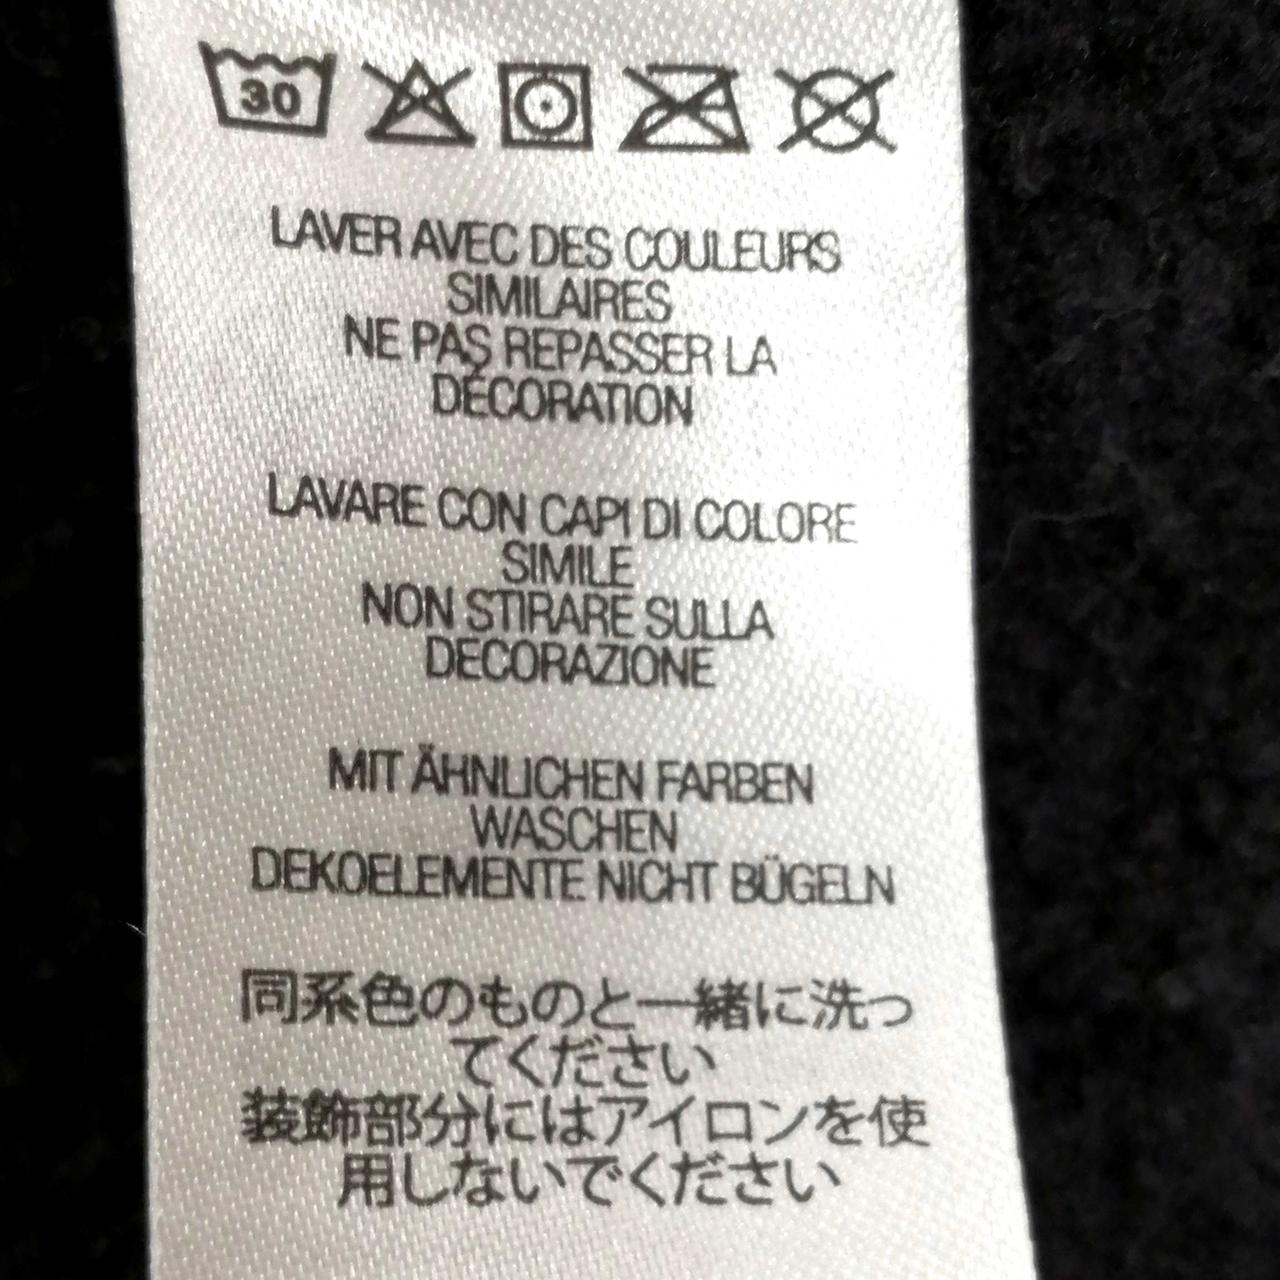 30
LAVER AVEC DES COULEURS
SIMILAIRES
NE PAS REPASSER LA
DÉCORATION
LAVARE CON CAPI DI COLORE
SIMILE
NON STIRARE SULLA
DECORAZIONE
MIT ÄHNLICHEN FARBEN
WASCHEN
DEKOELEMENTE NICHT BÜGELN
同系色のものと一緒に洗っ
てください
装飾部分にはアイロンを使
用しないでください